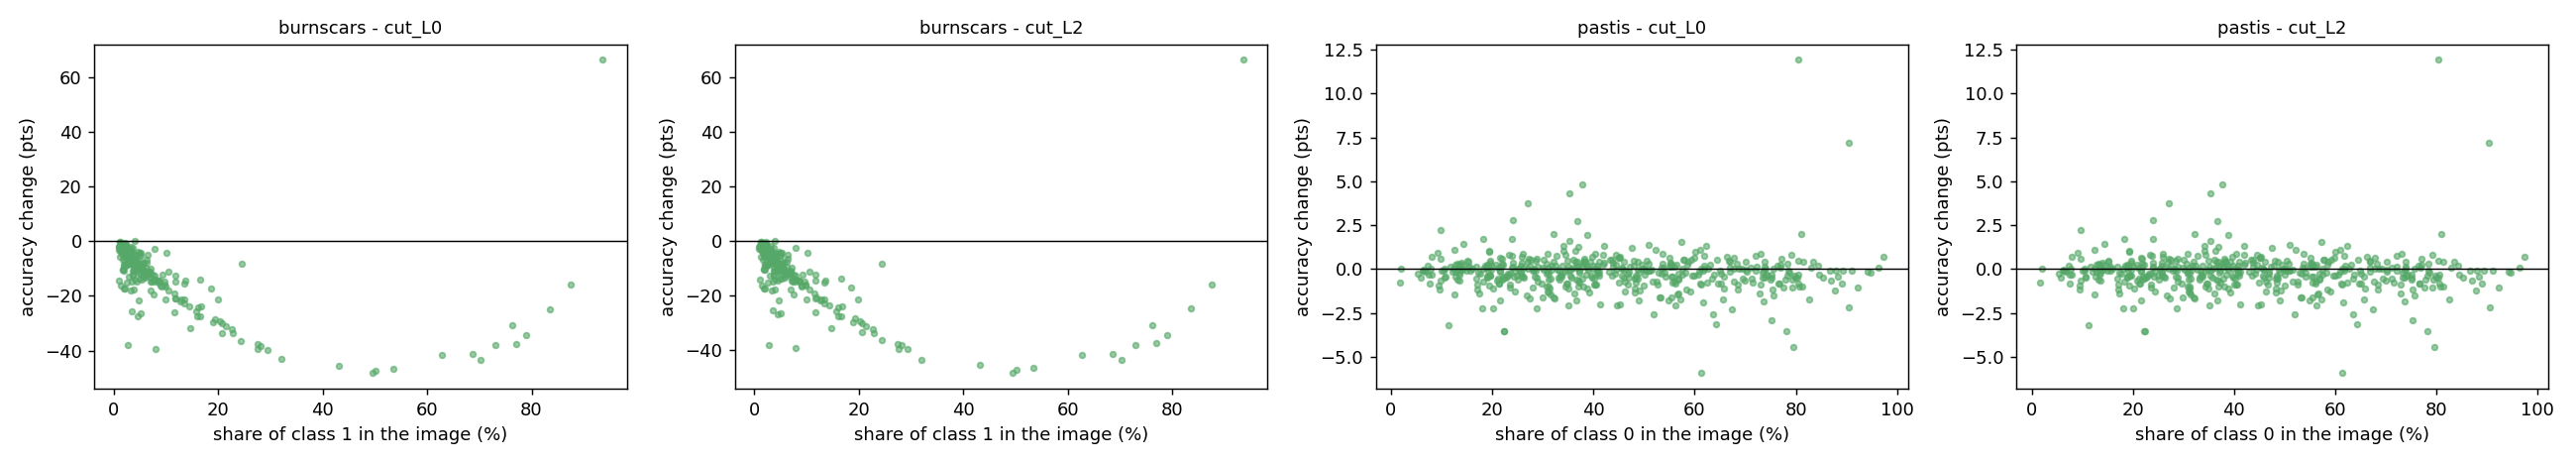 burnscars - cut_L0
accuracy change (pts)
60
40
20
0
−20
−40
0 20 40 60 80
share of class 1 in the image (%)
burnscars - cut_L2
accuracy change (pts)
60
40
20
0
−20
−40
0 20 40 60 80
share of class 1 in the image (%)
pastis - cut_L0
accuracy change (pts)
12.5
10.0
7.5
5.0
2.5
0.0
−2.5
−5.0
0 20 40 60 80 100
share of class 0 in the image (%)
pastis - cut_L2
accuracy change (pts)
12.5
10.0
7.5
5.0
2.5
0.0
−2.5
−5.0
0 20 40 60 80 100
share of class 0 in the image (%)